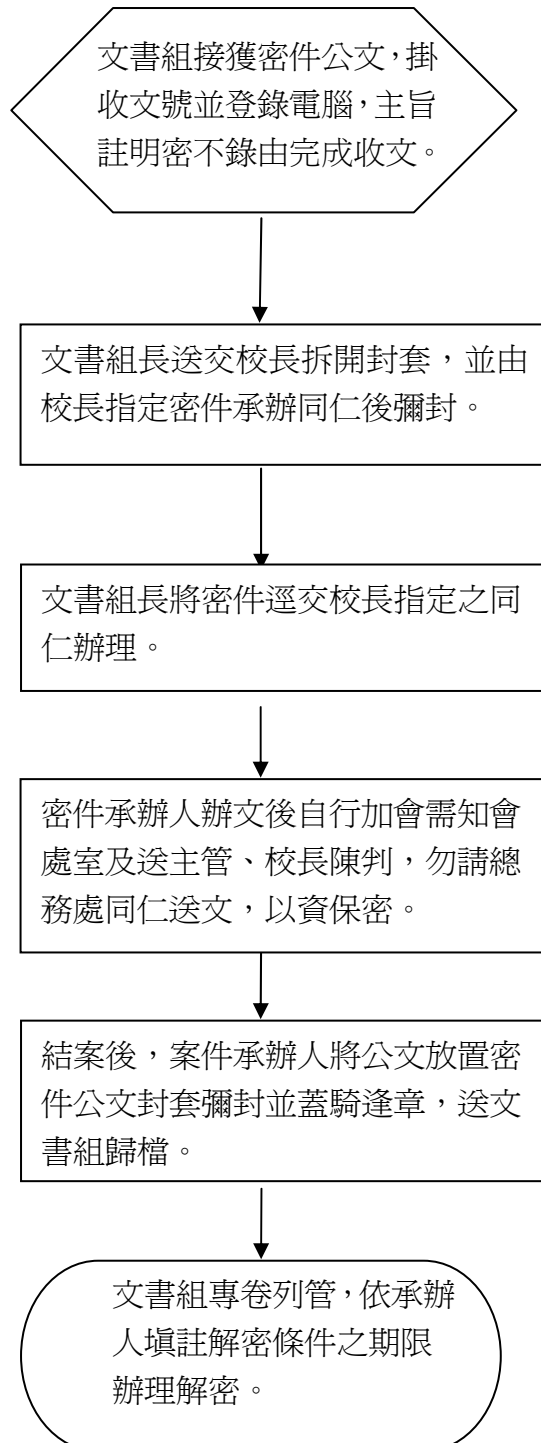 文書組接獲密件公文，掛
收文號並登錄電腦，主旨
註明密不錄由完成收文。
文書組長送交校長拆開封套，並由
校長指定密件承辦同仁後彌封。
文書組長將密件逕交校長指定之同
仁辦理。
密件承辦人辦文後自行加會需知會
處室及送主管、校長陳判，勿請總
務處同仁送文，以資保密。
結案後，案件承辦人將公文放置密
件公文封套彌封並蓋騎逢章，送文
書組歸檔。
文書組專卷列管，依承辦
人填註解密條件之期限
辦理解密。